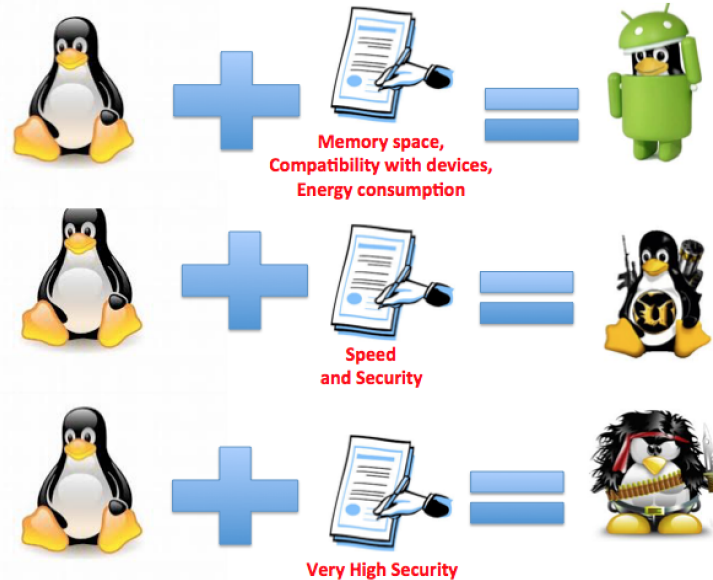 Memory space,
Compatibility with devices,
Energy consumption
Speed
and Security
Very High Security